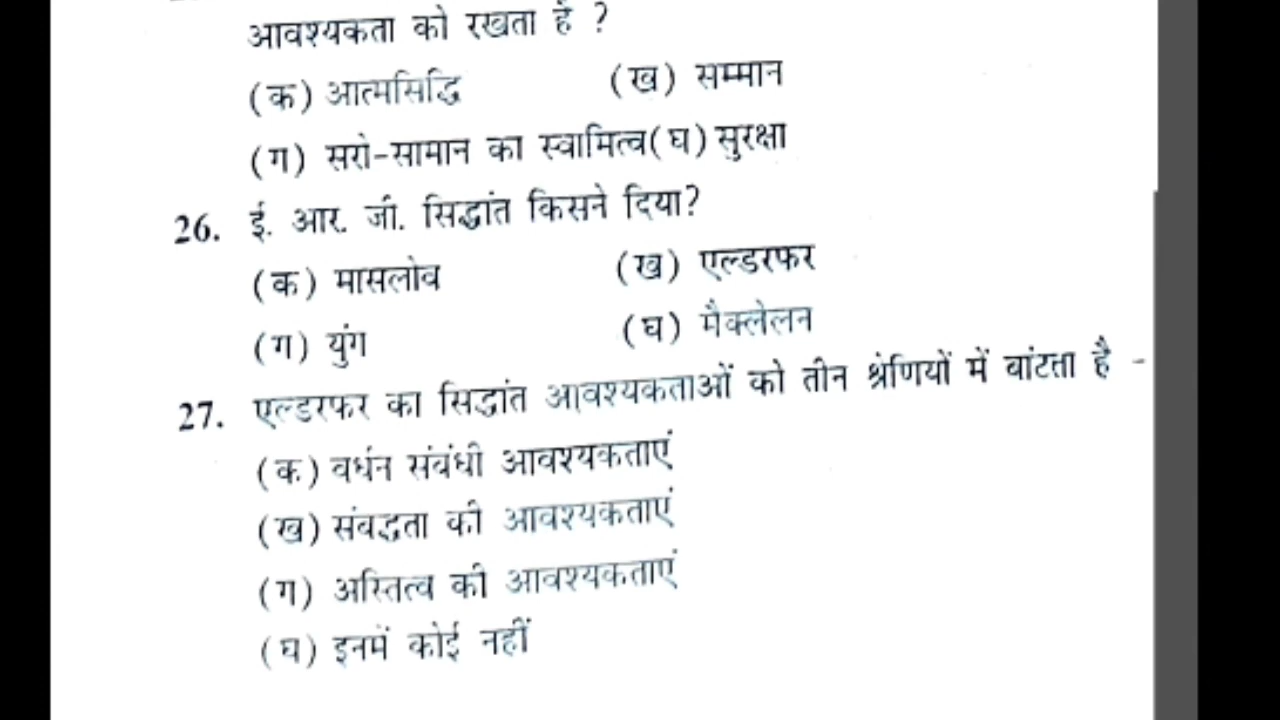 आवश्यकता को रखता है ?
(क) आत्मसिद्धि (ख) सम्मान
(ग) सरो-सामान का स्वामित्व(घ) सुरक्षा
26. ई. आर. जी. सिद्धांत किसने दिया?
(क) मासलोव (ख) एल्डरफर
(ग) युंग (घ) मैक्लेलन
27. एल्डरफर का सिद्धांत आवश्यकताओं को तीन श्रेणियों में बांटता है -
(क) वर्धन संबंधी आवश्यकताएं
(ख) संबद्धता की आवश्यकताएं
(ग) अस्तित्व की आवश्यकताएं
(घ) इनमें कोई नहीं